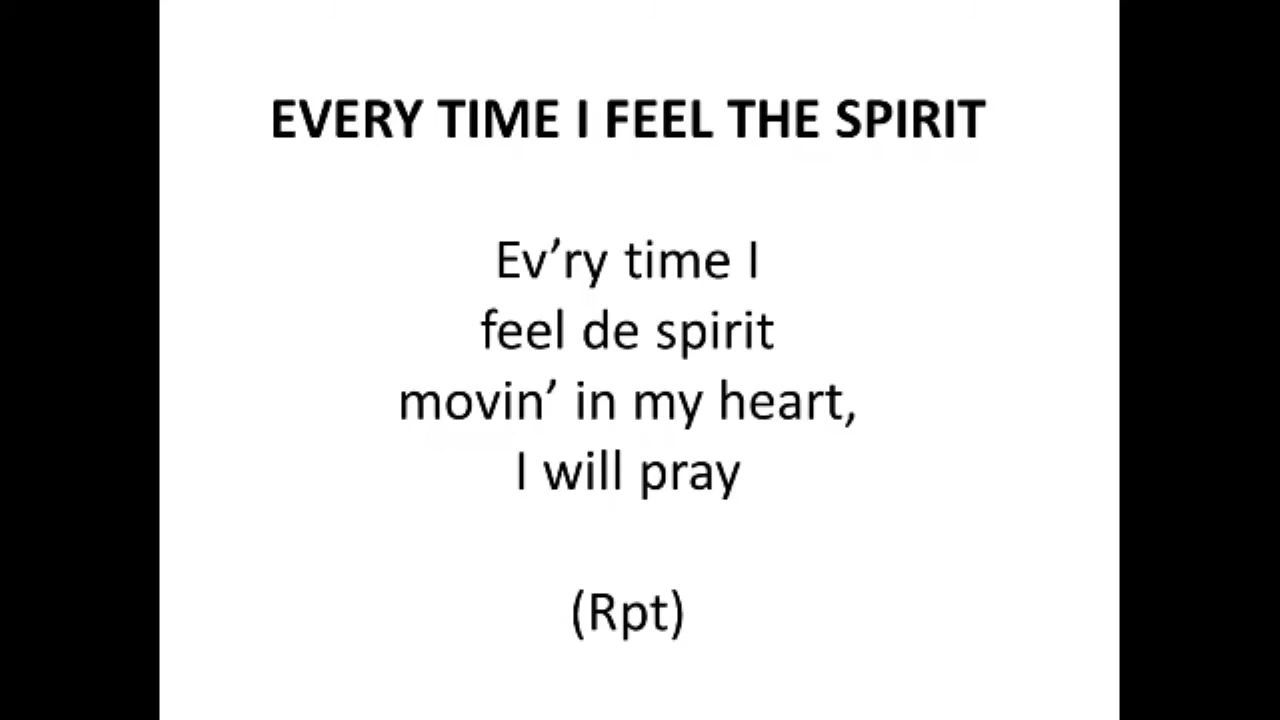 EVERY TIME I FEEL THE SPIRIT
Ev’ry time I
feel de spirit
movin’ in my heart,
I will pray
(Rpt)